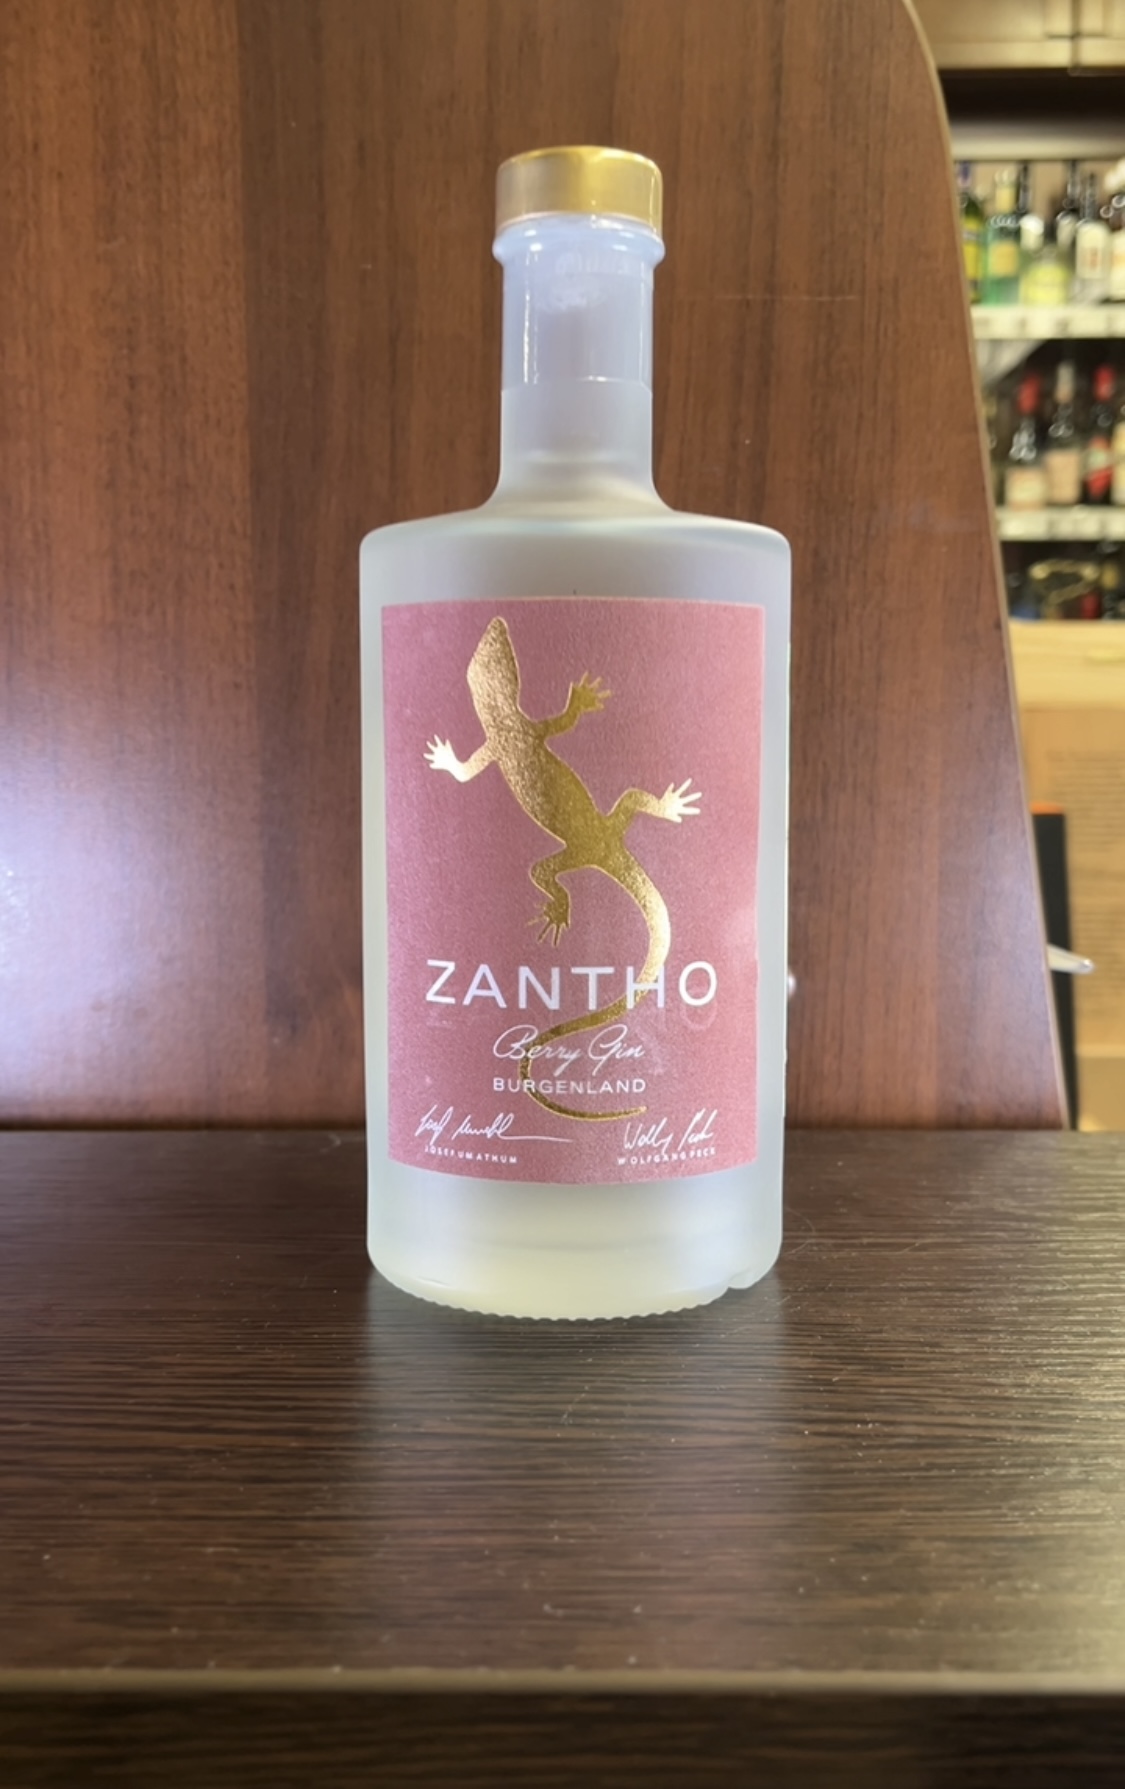 ZANTHO
Berry Gin
BURGENLAND
JOSEF UMATHUM
WOLFGANG PECK